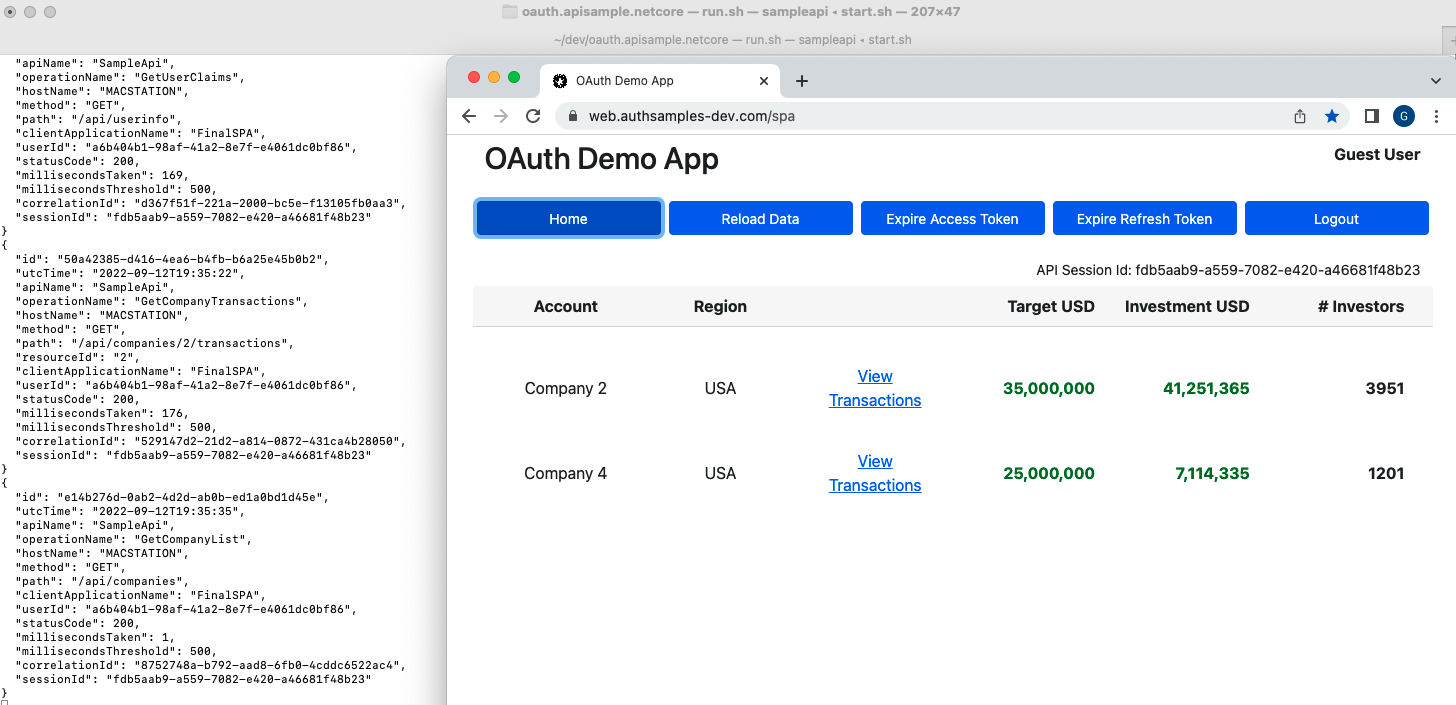 oauth.apisample.netcore — run.sh — sampleapi ◂ start.sh — 207×47
~/dev/oauth.apisample.netcore — run.sh — sampleapi ◂ start.sh
"apiName": "SampleApi",
"operationName": "GetUserClaims",
"hostName": "MACSTATION",
"method": "GET",
"path": "/api/userinfo",
"clientApplicationName": "FinalSPA",
"userId": "a6b404b1-98af-41a2-8e7f-e4061dc0bf86",
"statusCode": 200,
"millisecondsTaken": 169,
"millisecondsThreshold": 500,
"correlationId": "d367f51f-221a-2000-bc5e-f13105fb0aa3",
"sessionId": "fdb5aab9-a559-7082-e420-a46681f48b23"
}
{
"id": "50a42385-d416-4ea6-b4fb-b6a25e45b0b2",
"utcTime": "2022-09-12T19:35:22",
"apiName": "SampleApi",
"operationName": "GetCompanyTransactions",
"hostName": "MACSTATION",
"method": "GET",
"path": "/api/companies/2/transactions",
"resourceId": "2",
"clientApplicationName": "FinalSPA",
"userId": "a6b404b1-98af-41a2-8e7f-e4061dc0bf86",
"statusCode": 200,
"millisecondsTaken": 176,
"millisecondsThreshold": 500,
"correlationId": "529147d2-21d2-a814-0872-431ca4b28050",
"sessionId": "fdb5aab9-a559-7082-e420-a46681f48b23"
}
{
"id": "e14b276d-0ab2-4d2d-ab0b-ed1a0bd1d45e",
"utcTime": "2022-09-12T19:35:35",
"apiName": "SampleApi",
"operationName": "GetCompanyList",
"hostName": "MACSTATION",
"method": "GET",
"path": "/api/companies",
"clientApplicationName": "FinalSPA",
"userId": "a6b404b1-98af-41a2-8e7f-e4061dc0bf86",
"statusCode": 200,
"millisecondsTaken": 1,
"millisecondsThreshold": 500,
"correlationId": "8752748a-b792-aad8-6fb0-4cddc6522ac4",
"sessionId": "fdb5aab9-a559-7082-e420-a46681f48b23"
}
OAuth Demo App
web.authsamples-dev.com/spa
G
OAuth Demo App
Guest User
Home Reload Data Expire Access Token Expire Refresh Token Logout
API Session Id: fdb5aab9-a559-7082-e420-a46681f48b23
Account Region Target USD Investment USD # Investors
Company 2 USA View Transactions 35,000,000 41,251,365 3951
Company 4 USA View Transactions 25,000,000 7,114,335 1201